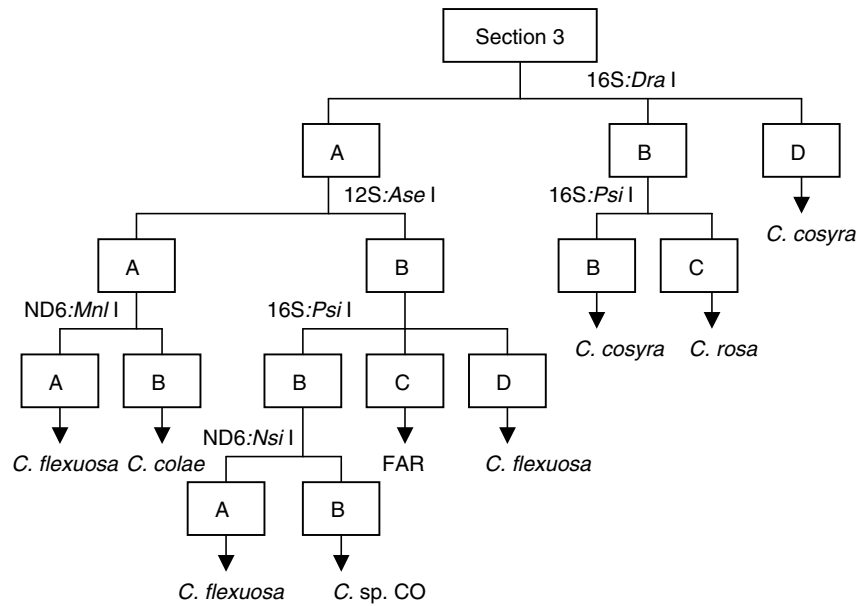 Section 3
16S:Dra I
A
B
D
12S:Ase I
16S:Psi I
C. cosyra
A
B
B
C
ND6:Mnl I
16S:Psi I
C. cosyra
C. rosa
A
B
B
C
D
ND6:Nsi I
C. flexuosa
C. colae
FAR
C. flexuosa
A
B
C. flexuosa
C. sp. CO